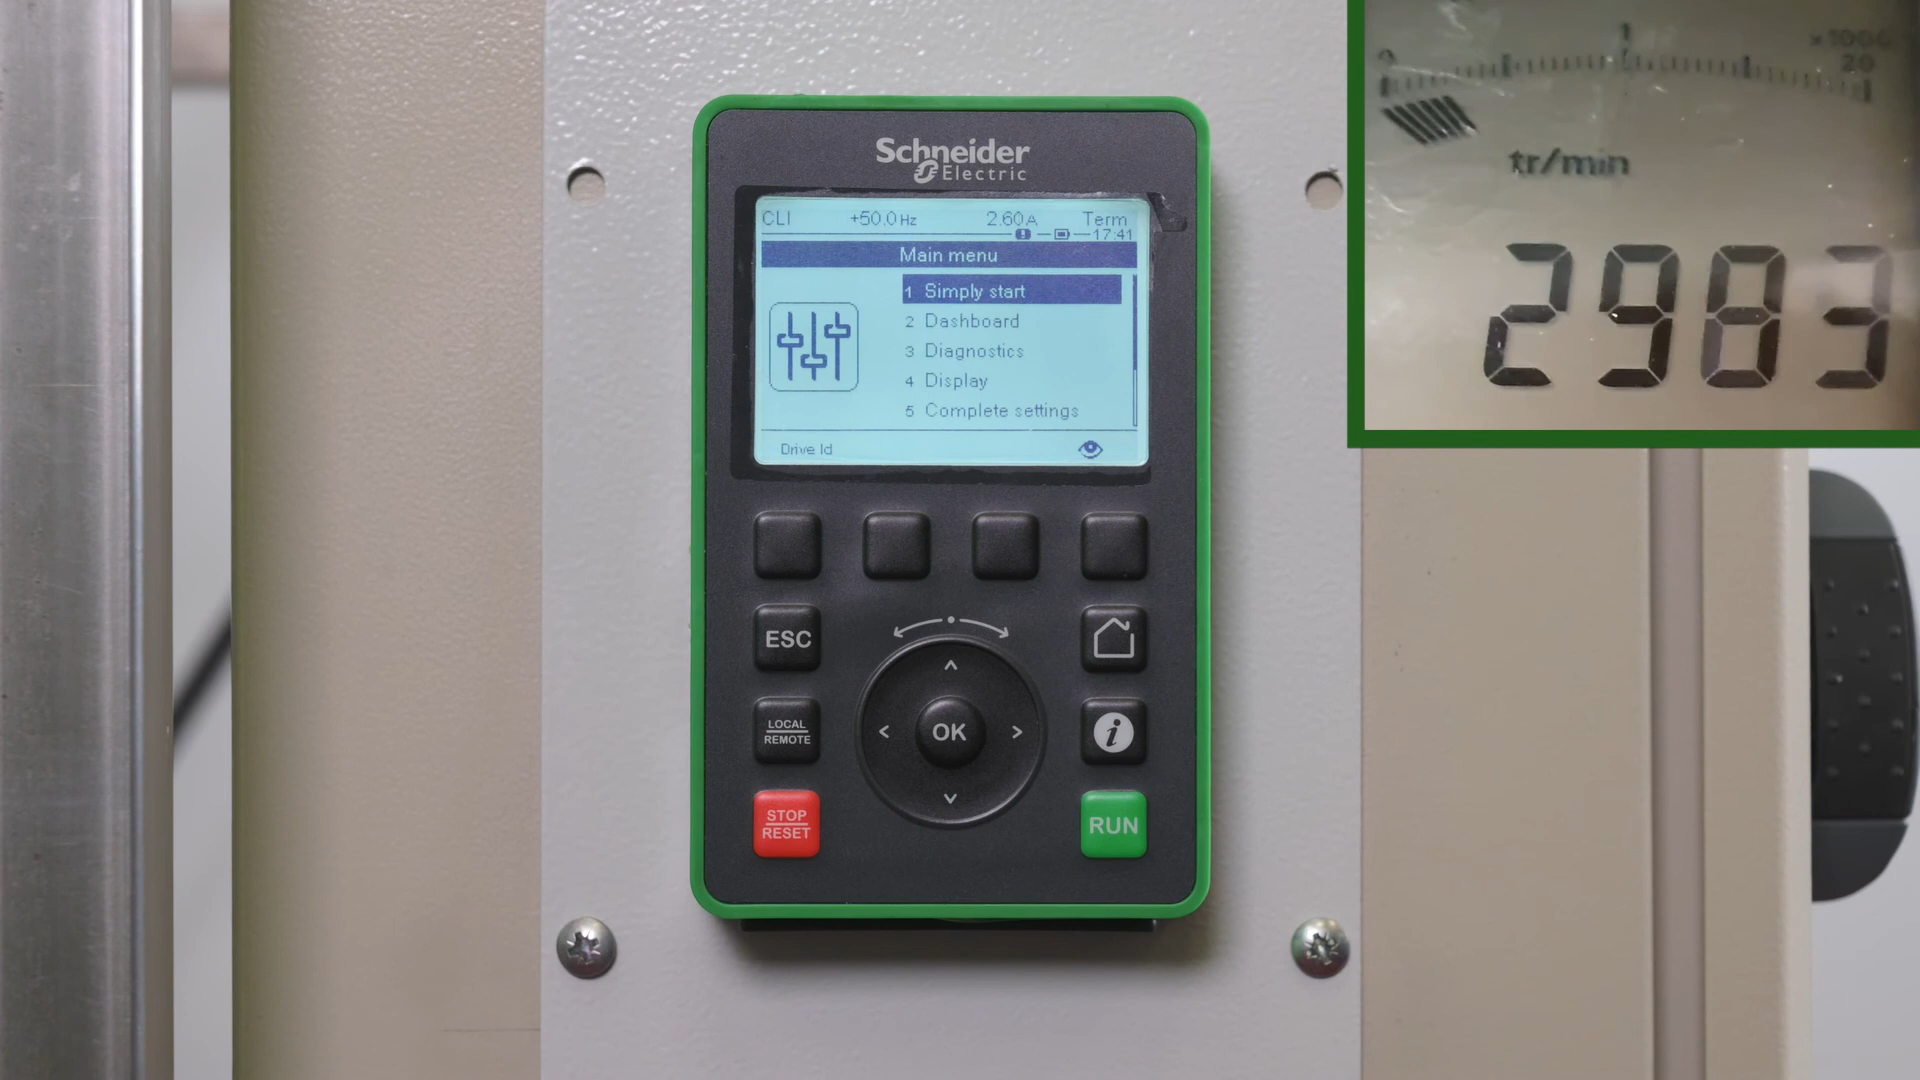 Schneider
Electric
CLI +50.0Hz 2.60A Term
17:41
Main menu
1 Simply start
2 Dashboard
3 Diagnostics
4 Display
5 Complete settings
Drive Id
ESC
LOCAL
REMOTE
OK
i
STOP
RESET
RUN
0 1 x1000
20
tr/min
2983